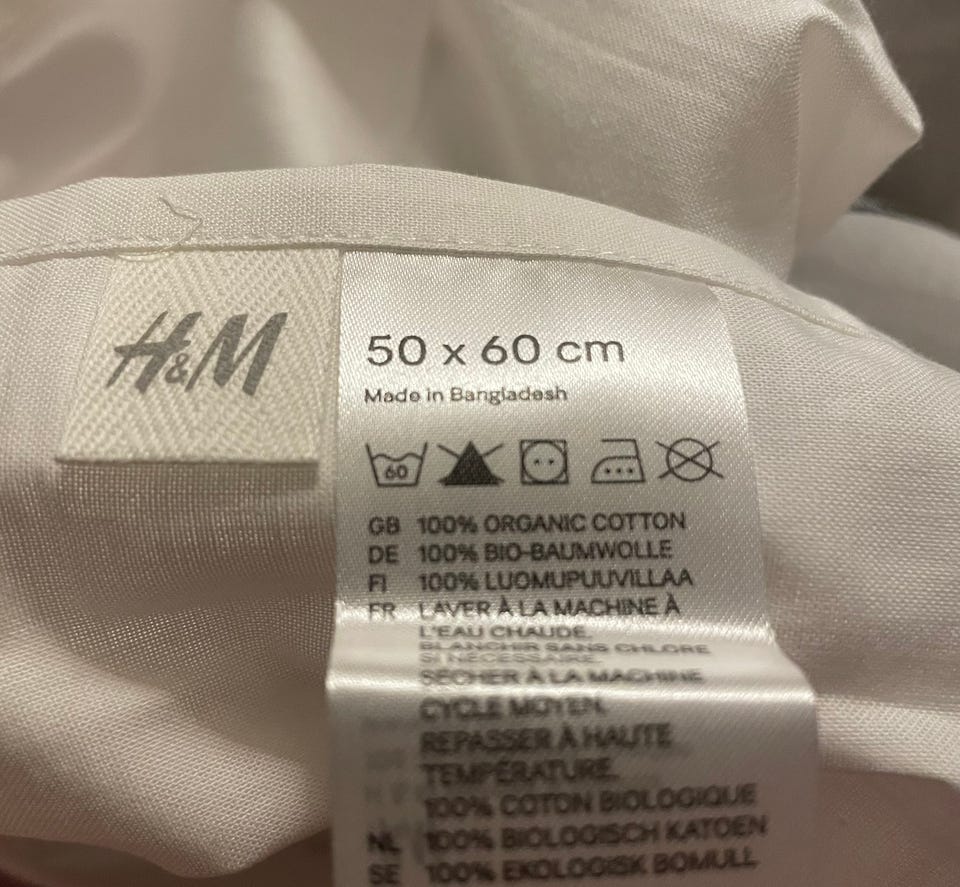 H&M
50 x 60 cm
Made in Bangladesh
60
GB 100% ORGANIC COTTON
DE 100% BIO-BAUMWOLLE
FI 100% LUOMUPUUVILLAA
FR LAVER À LA MACHINE À
L'EAU CHAUDE.
BLANCHIR SANS CHLORE
SI NÉCESSAIRE.
SÉCHER À LA MACHINE
CYCLE MOYEN.
REPASSER À HAUTE
TEMPÉRATURE.
100% COTON BIOLOGIQUE
NL 100% BIOLOGISCH KATOEN
SE 100% EKOLOGISK BOMULL